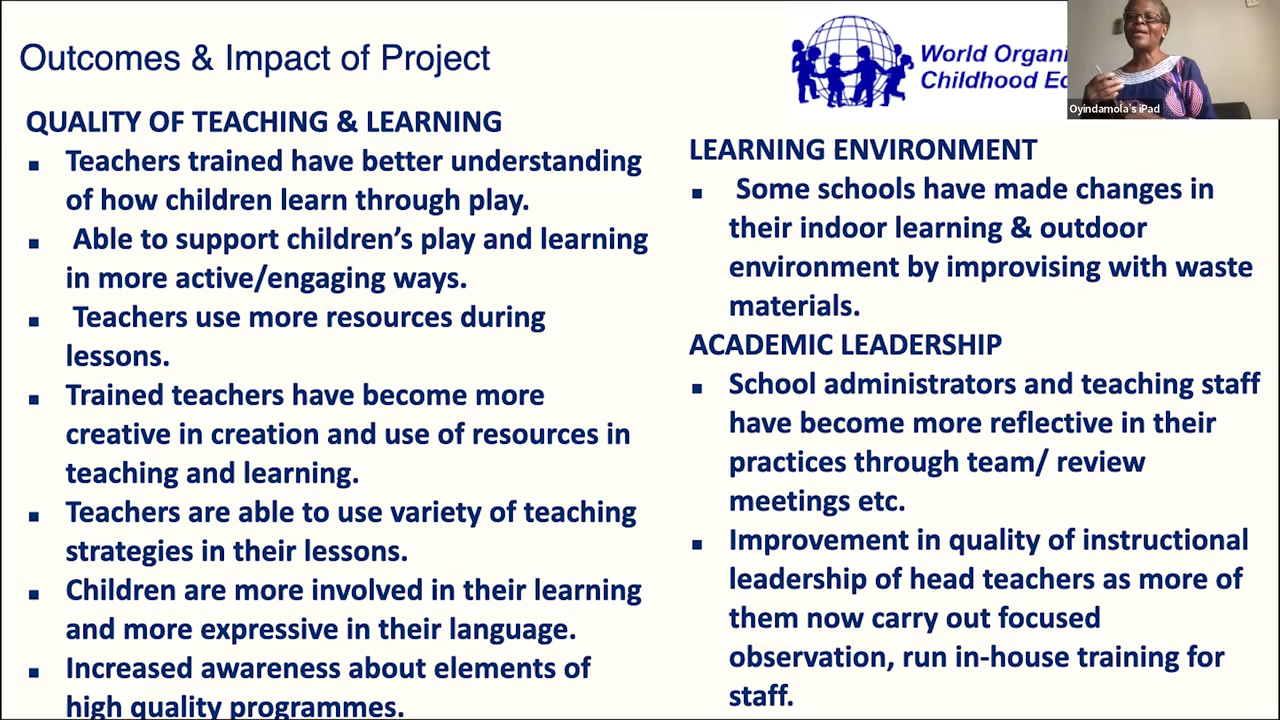 Outcomes & Impact of Project
World Organi
Childhood Ed
Oyindamola's iPad
QUALITY OF TEACHING & LEARNING
▪ Teachers trained have better understanding
of how children learn through play.
▪ Able to support children’s play and learning
in more active/engaging ways.
▪ Teachers use more resources during
lessons.
▪ Trained teachers have become more
creative in creation and use of resources in
teaching and learning.
▪ Teachers are able to use variety of teaching
strategies in their lessons.
▪ Children are more involved in their learning
and more expressive in their language.
▪ Increased awareness about elements of
high quality programmes.
LEARNING ENVIRONMENT
▪ Some schools have made changes in
their indoor learning & outdoor
environment by improvising with waste
materials.
ACADEMIC LEADERSHIP
▪ School administrators and teaching staff
have become more reflective in their
practices through team/ review
meetings etc.
▪ Improvement in quality of instructional
leadership of head teachers as more of
them now carry out focused
observation, run in-house training for
staff.